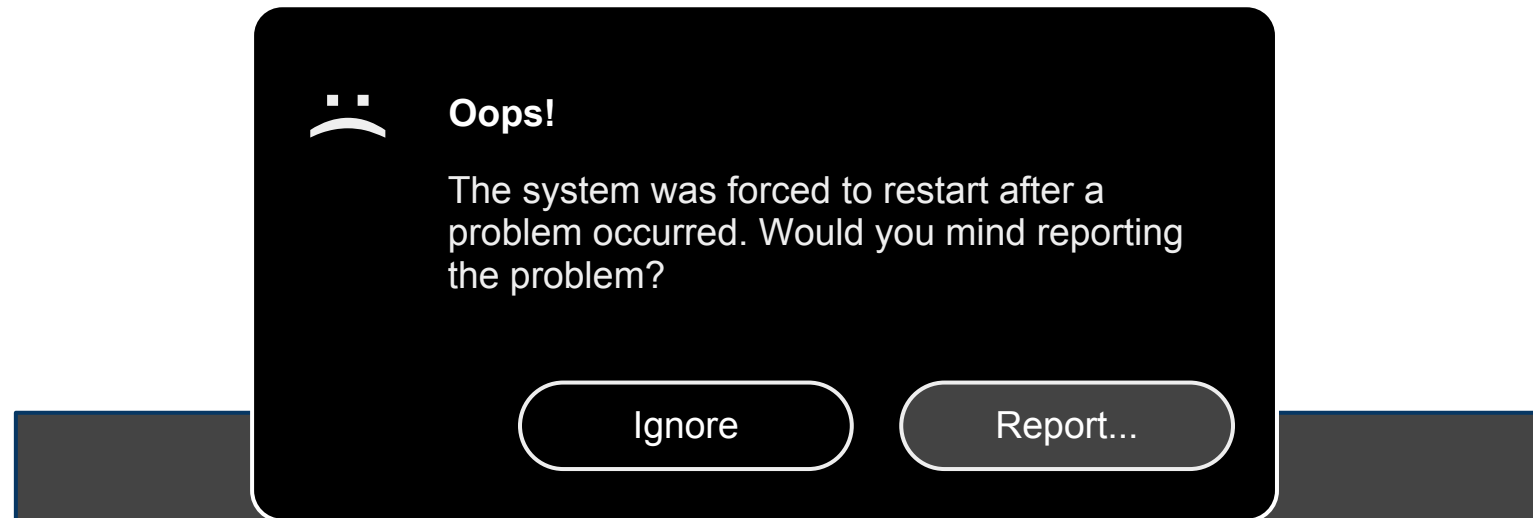 Oops!
The system was forced to restart after a
problem occurred. Would you mind reporting
the problem?
Ignore
Report...